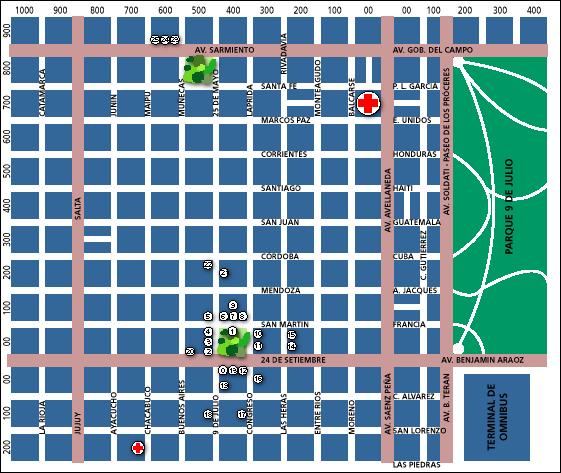 1000
900
700
600
500
400
300
200
00
00
100
200
400
900
AV. SARMIENTO
AV. GOB. DEL CAMPO
RIVADAVIA
800
CATAMARCA
JUNIN
MAIPU
MUÑECAS
25 DE MAYO
LAPRIDA
SANTA FE
MONTEAGUDO
BALCARSE
P. L. GARCIA
700
MARCOS PAZ
E. UNIDOS
600
CORRIENTES
HONDURAS
500
SANTIAGO
HAITI
400
SALTA
AV. AVELLANEDA
AV. SOLDATI - PASEO DE LOS PRÓCERES
PARQUE 9 DE JULIO
SAN JUAN
GUATEMALA
300
CORDOBA
CUBA
C. GUTIERREZ
200
MENDOZA
A. JACQUES
100
SAN MARTIN
FRANCIA
00
24 DE SETIEMBRE
AV. BENJAMIN ARAOZ
00
C. ALVAREZ
100
LA RIOJA
JUJUY
AYACUCHO
CHACABUCO
BUENOS AIRES
9 DE JULIO
CONGRESO
LAS HERAS
ENTRE RIOS
MORENO
AV. SAENZ PEÑA
AV. B. TERAN
SAN LORENZO
TERMINAL DE
OMNIBUS
200
LAS PIEDRAS